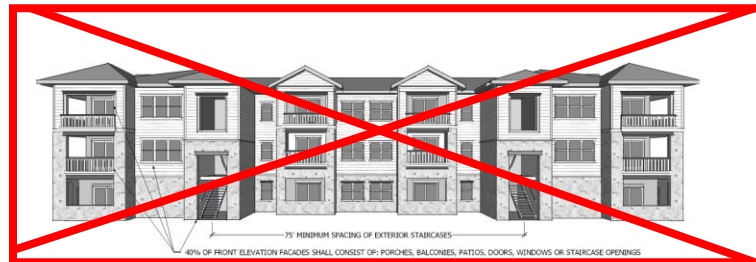 75' MINIMUM SPACING OF EXTERIOR STAIRCASES
40% OF FRONT ELEVATION FACADES SHALL CONSIST OF: PORCHES, BALCONIES, PATIOS, DOORS, WINDOWS OR STAIRCASE OPENINGS